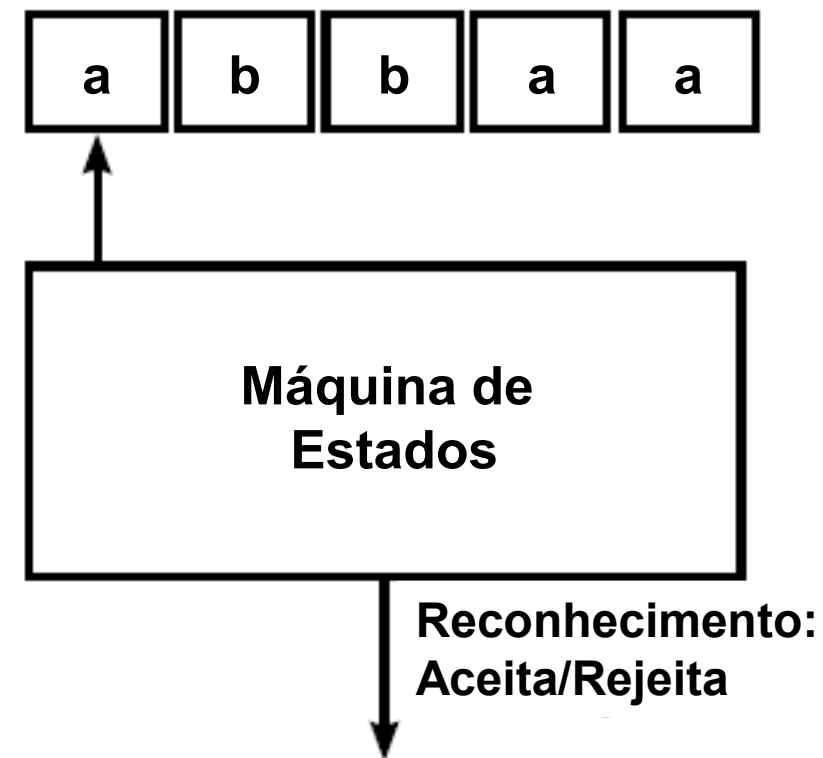 a b b a a
Máquina de
Estados
Reconhecimento:
Aceita/Rejeita